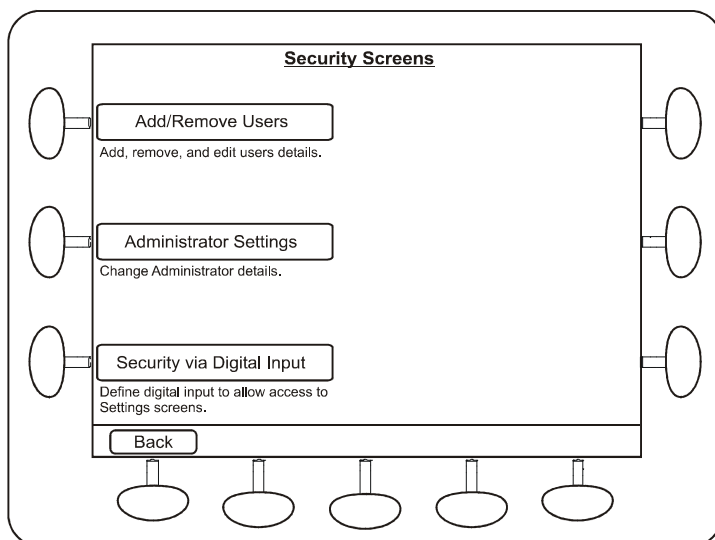 Security Screens
Add/Remove Users
Add, remove, and edit users details.
Administrator Settings
Change Administrator details.
Security via Digital Input
Define digital input to allow access to
Settings screens.
Back